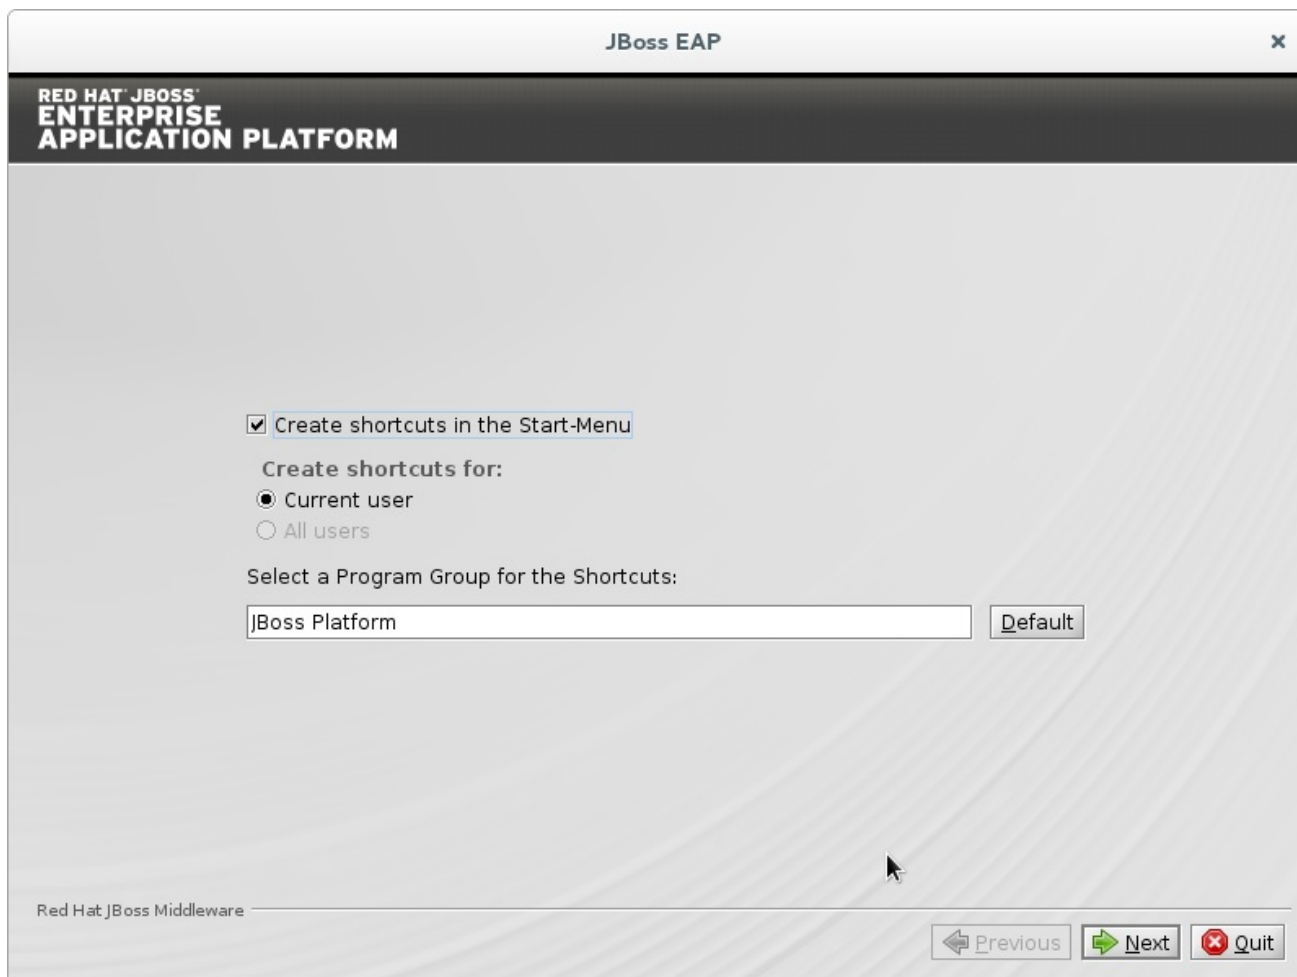 JBoss EAP
RED HAT JBOSS
ENTERPRISE
APPLICATION PLATFORM
Create shortcuts in the Start-Menu
Create shortcuts for:
Current user
All users
Select a Program Group for the Shortcuts:
JBoss Platform
Default
Red Hat JBoss Middleware
Previous
Next
Quit